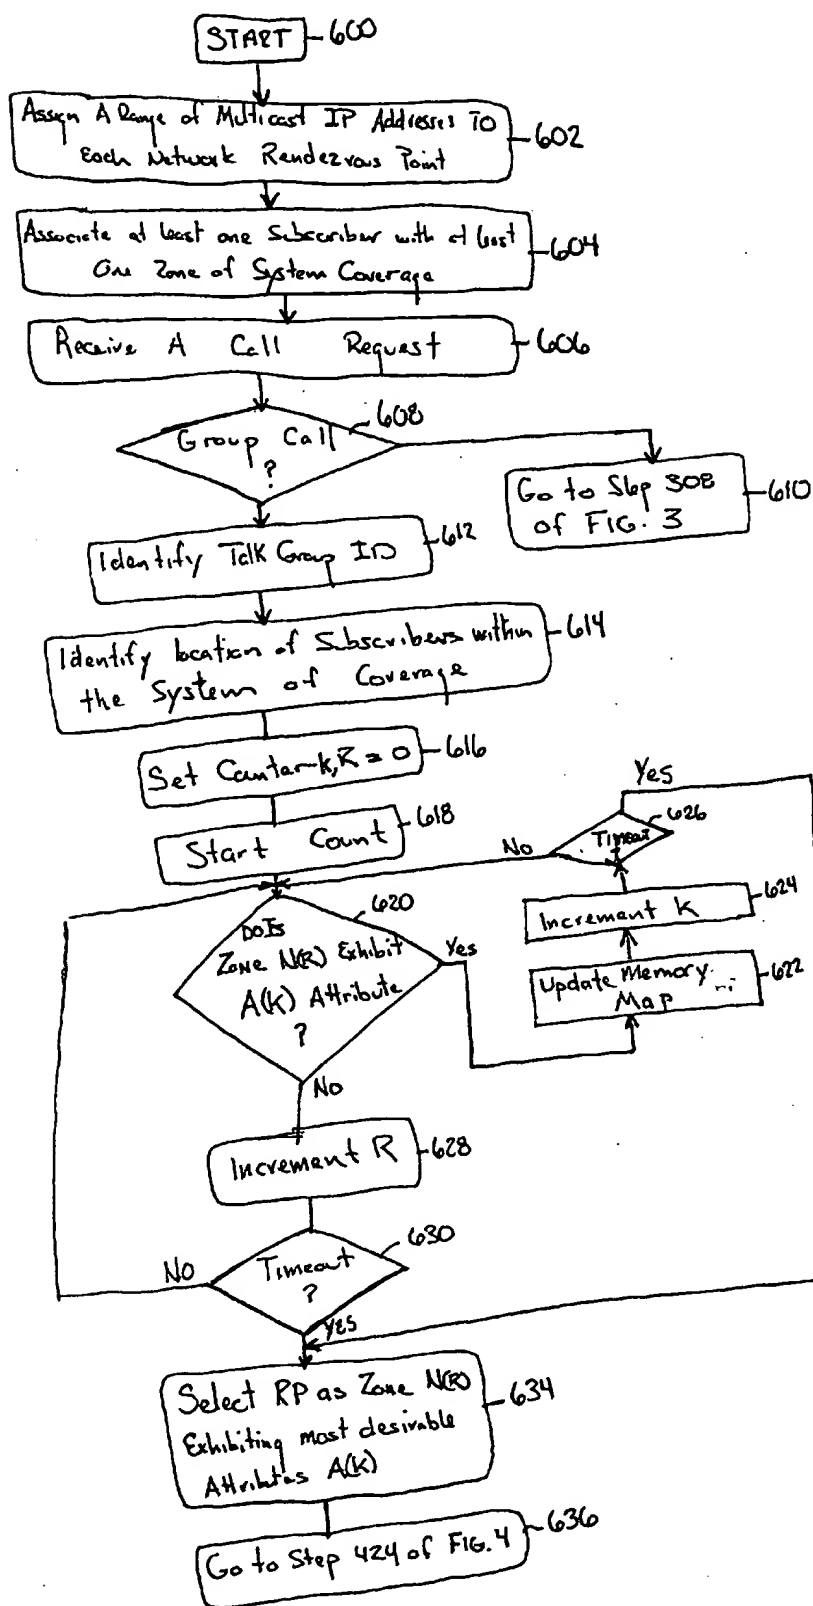 START
600
Assign A Range of Multicast IP Addresses To
Each Network Rendezvous Point
602
Associate at least one Subscriber with at least
One Zone of System Coverage
604
Receive A Call Request
606
608
Group Call
?
Go to Step 308
of FIG. 3
610
Identify Talk Group ID
612
Identify location of Subscribers within
the System of Coverage
614
Set Counter k, R = 0
616
Start Count
618
Yes
626
Timeout
No
Increment K
624
Update Memory
Map
622
620
Does
Zone N(R) Exhibit
A(K) Attribute
?
Yes
No
Increment R
628
630
Timeout
?
No
Yes
Select RP as Zone N(R)
Exhibiting most desirable
Attributes A(K)
634
Go to Step 424 of FIG. 4
636